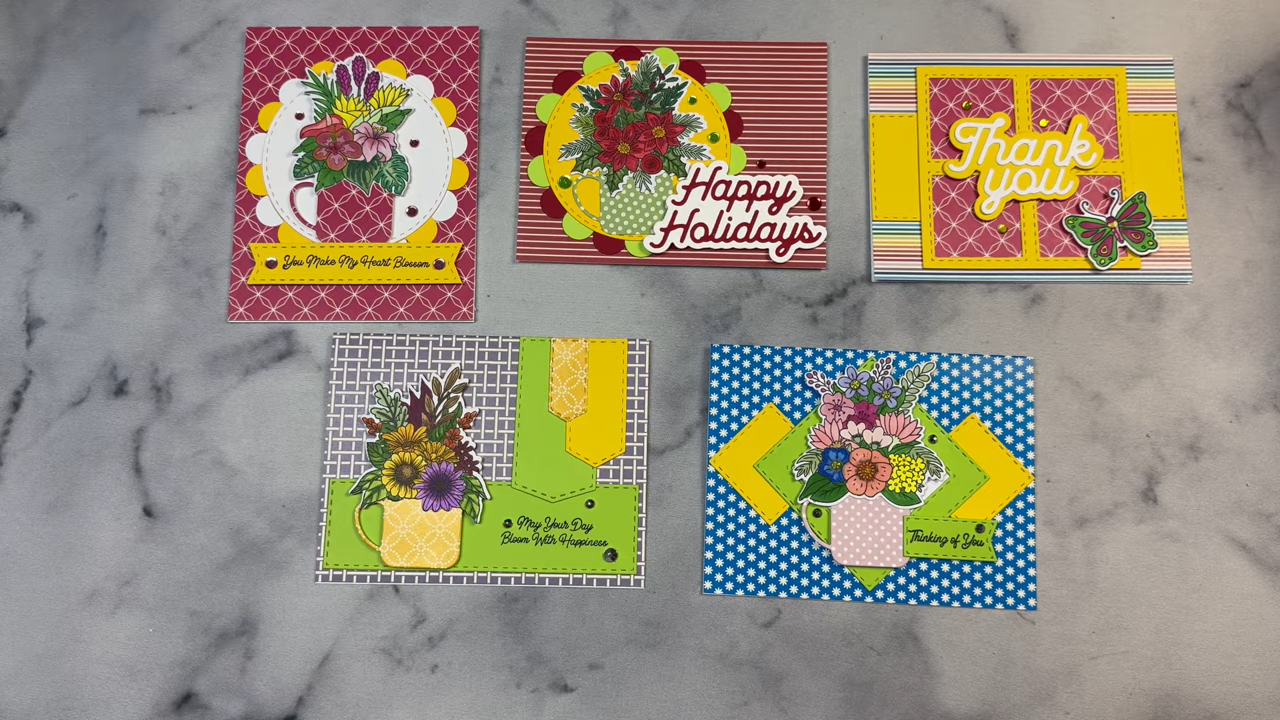 You Make My Heart Blossom
Happy
Holidays
Thank
you
May Your Day
Bloom With Happiness
Thinking of You